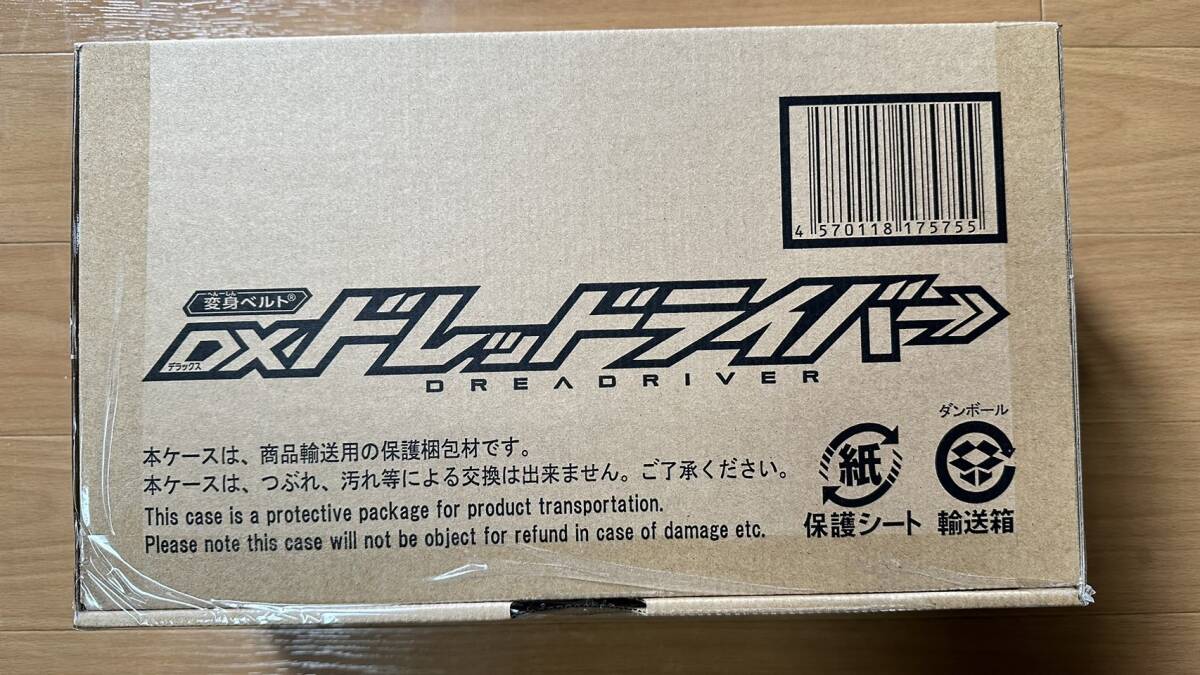 4 570118 175755
へんーしん
変身ベルト®
DXドレッドライバー
デラックス
DREADRIVER
本ケースは、商品輸送用の保護梱包材です。
本ケースは、つぶれ、汚れ等による交換は出来ません。ご了承ください。
This case is a protective package for product transportation.
Please note this case will not be object for refund in case of damage etc.
紙
保護シート
ダンボール
輸送箱